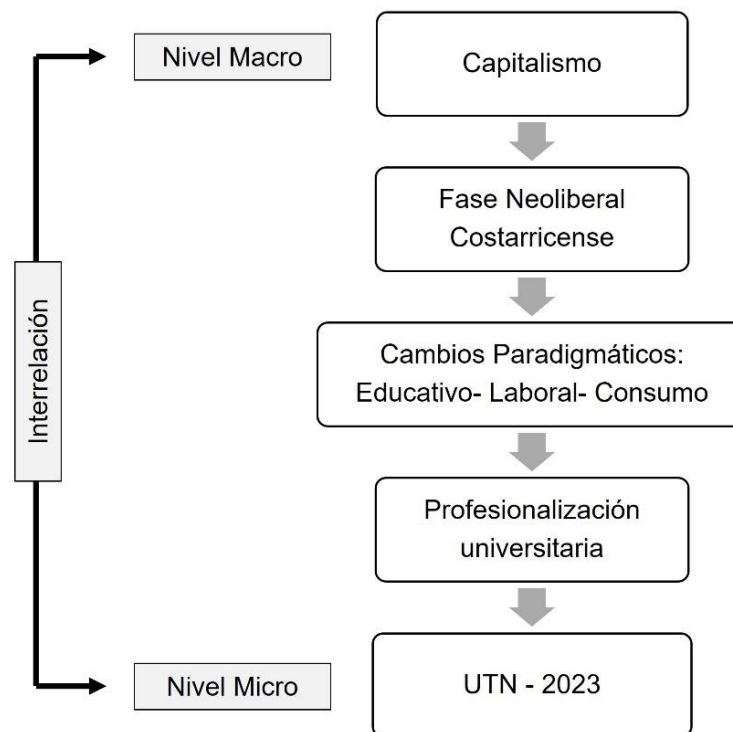 Nivel Macro
Capitalismo
Fase Neoliberal
Costarricense
Interrelación
Cambios Paradigmáticos:
Educativo- Laboral- Consumo
Profesionalización
universitaria
Nivel Micro
UTN - 2023